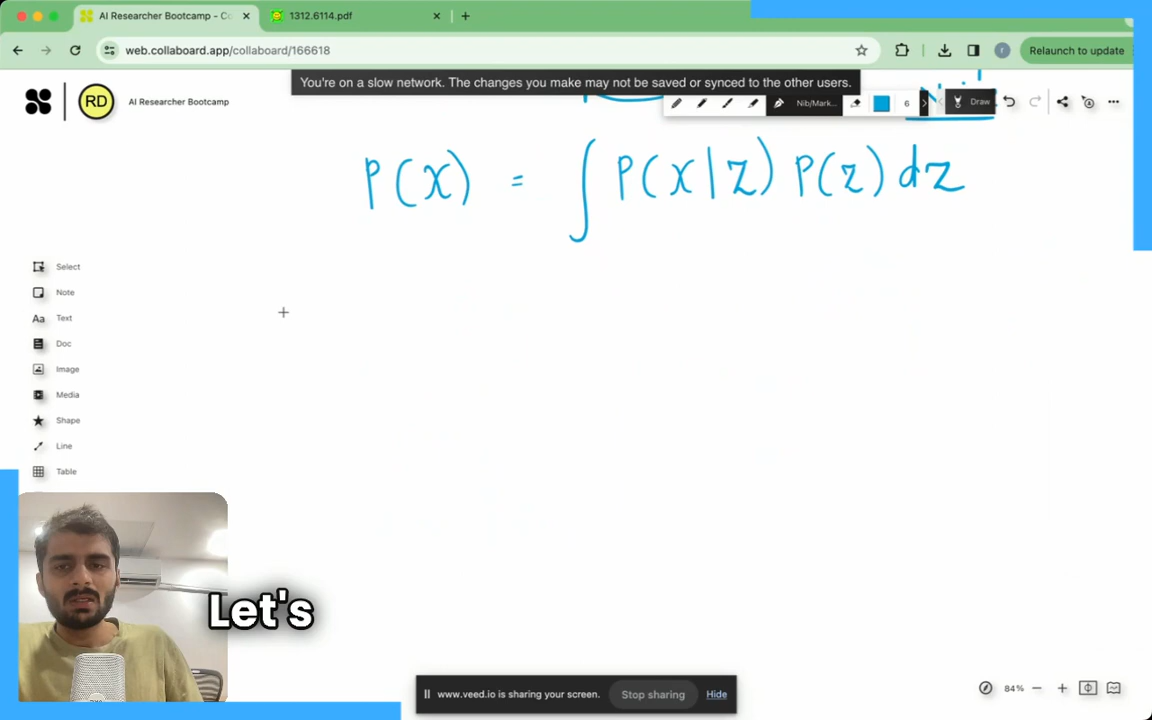 AI Researcher Bootcamp - Co
1312.6114.pdf
web.collaboard.app/collaboard/166618
r
Relaunch to update
You're on a slow network. The changes you make may not be saved or synced to the other users.
RD
AI Researcher Bootcamp
Nib/Mark...
6
Draw
P(x) = ∫ P(x|z) P(z) dz
Select
Note
Aa Text
Doc
Image
Media
Shape
Line
Table
Let's
www.veed.io is sharing your screen.
Stop sharing
Hide
84%